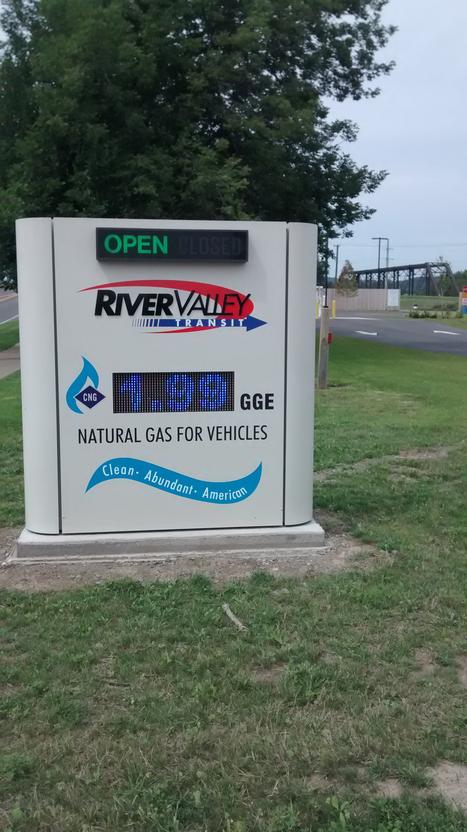 OPEN CLOSED
RIVER VALLEY
TRANSIT
CNG
1.99 GGE
NATURAL GAS FOR VEHICLES
Clean · Abundant · American